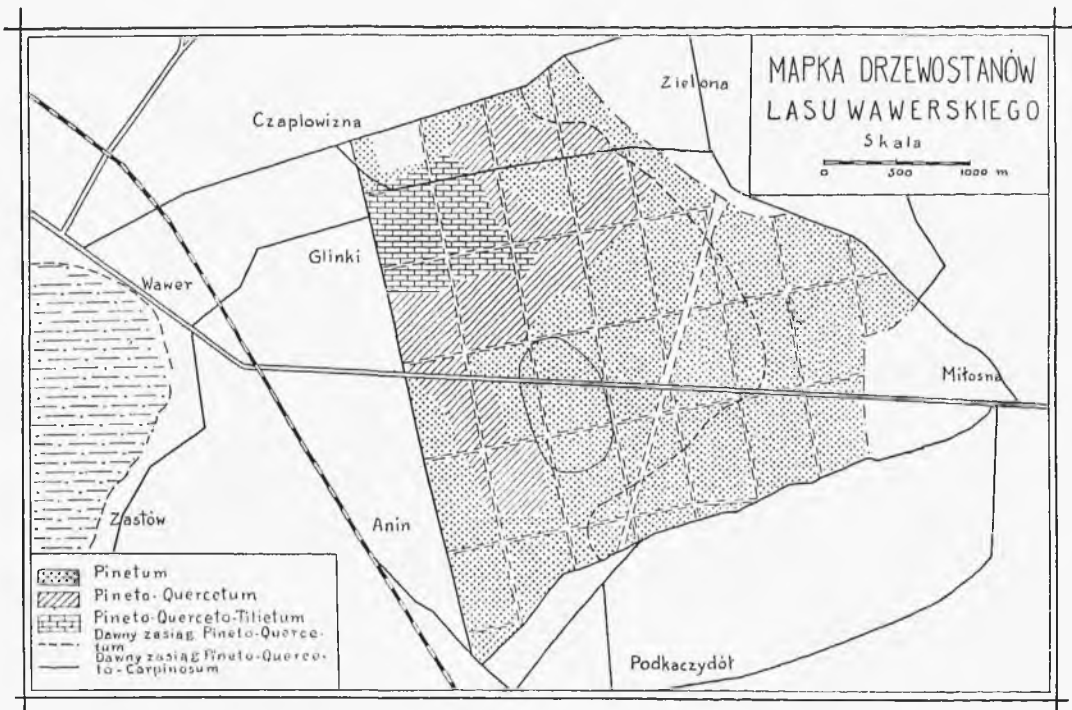 MAPKA DRZEWOSTANÓW
LASU WAWERSKIEGO
Skala
0 500 1000 m
Zielona
Czaplowizna
Glinki
Wawer
Miłosna
Zastów
Anin
Podkaczydół
Pinetum
Pineto-Quercetum
Pineto-Querceto-Tilietum
Dawny zasiąg Pineto-Querce-
tum
Dawny zasiąg Pineto-Querce-
to-Carpinosum